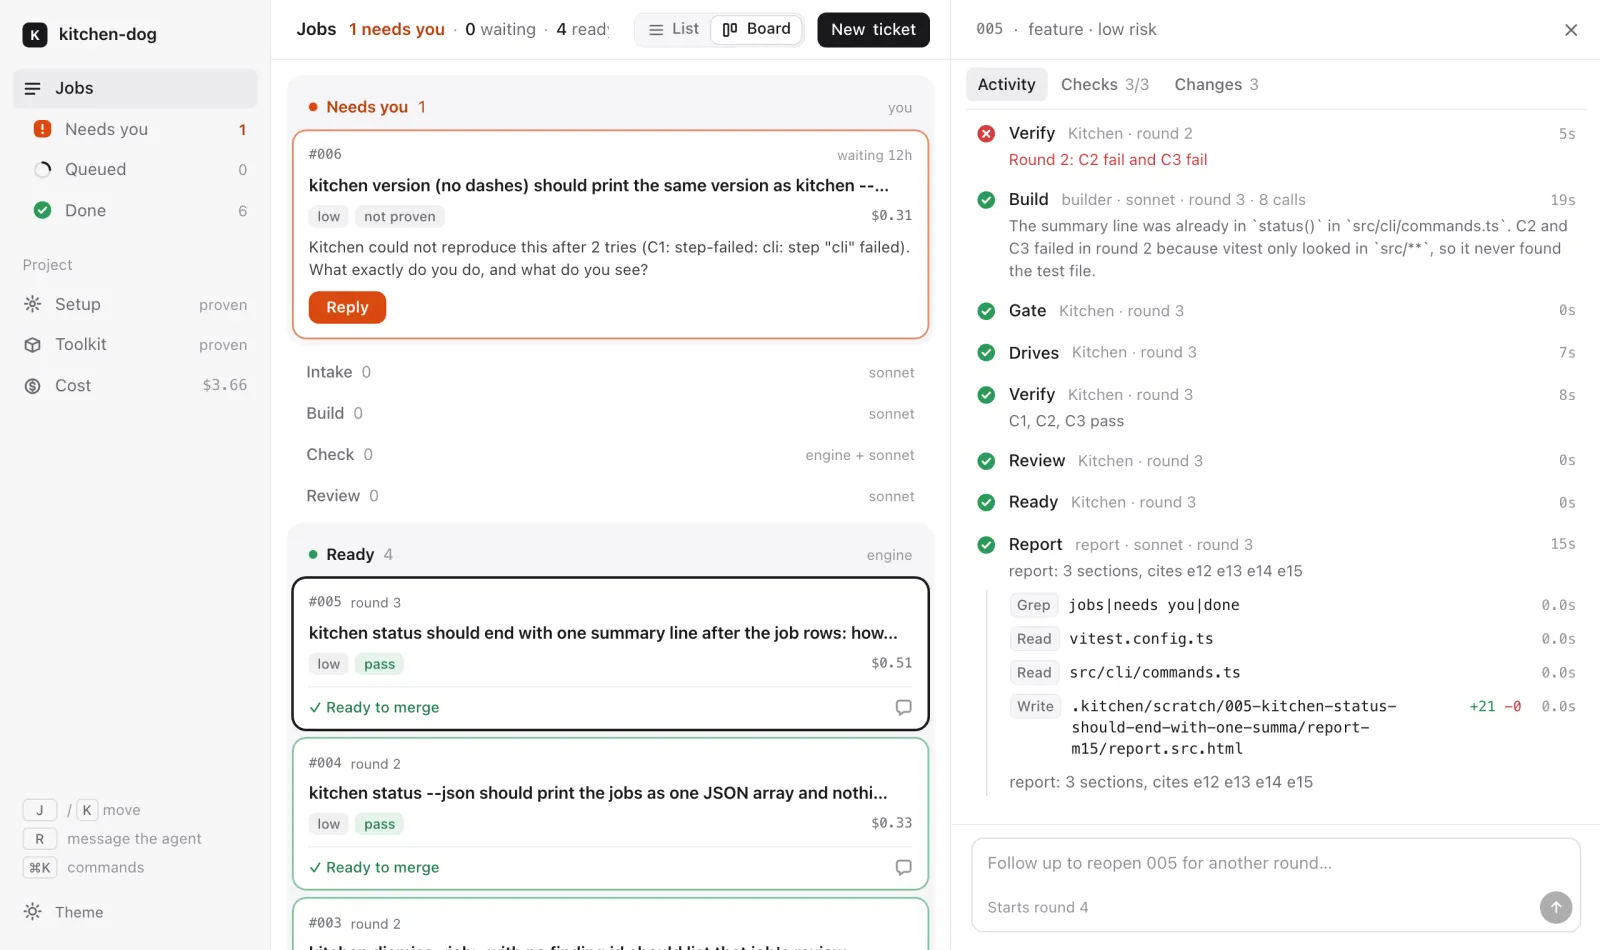 K kitchen-dog
Jobs
Needs you 1
Queued 0
Done 6
Project
Setup proven
Toolkit proven
Cost $3.66
J / K move
R message the agent
⌘K commands
Theme
Jobs 1 needs you · 0 waiting · 4 ready
List Board
New ticket
Needs you 1 you
#006 waiting 12h
kitchen version (no dashes) should print the same version as kitchen --...
low not proven $0.31
Kitchen could not reproduce this after 2 tries (C1: step-failed: cli: step "cli" failed).
What exactly do you do, and what do you see?
Reply
Intake 0 sonnet
Build 0 sonnet
Check 0 engine + sonnet
Review 0 sonnet
Ready 4 engine
#005 round 3
kitchen status should end with one summary line after the job rows: how...
low pass $0.51
✓ Ready to merge
#004 round 2
kitchen status --json should print the jobs as one JSON array and nothi...
low pass $0.33
✓ Ready to merge
#003 round 2
005 · feature · low risk
Activity Checks 3/3 Changes 3
Verify Kitchen · round 2 5s
Round 2: C2 fail and C3 fail
Build builder · sonnet · round 3 · 8 calls 19s
The summary line was already in `status()` in `src/cli/commands.ts`. C2 and
C3 failed in round 2 because vitest only looked in `src/**`, so it never found
the test file.
Gate Kitchen · round 3 0s
Drives Kitchen · round 3 7s
Verify Kitchen · round 3 8s
C1, C2, C3 pass
Review Kitchen · round 3 0s
Ready Kitchen · round 3 0s
Report report · sonnet · round 3 15s
report: 3 sections, cites e12 e13 e14 e15
Grep jobs|needs you|done 0.0s
Read vitest.config.ts 0.0s
Read src/cli/commands.ts 0.0s
Write .kitchen/scratch/005-kitchen-status- +21 -0 0.0s
should-end-with-one-summa/report-
m15/report.src.html
report: 3 sections, cites e12 e13 e14 e15
Follow up to reopen 005 for another round...
Starts round 4